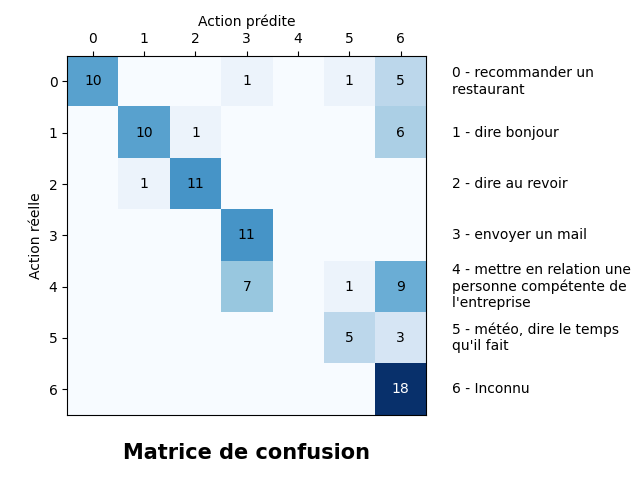 Action prédite
0 1 2 3 4 5 6
Action réelle
0 10 1 1 5
1 10 1 6
2 1 11
3 11
4 7 1 9
5 5 3
6 18
0 - recommander un
restaurant
1 - dire bonjour
2 - dire au revoir
3 - envoyer un mail
4 - mettre en relation une
personne compétente de
l'entreprise
5 - météo, dire le temps
qu'il fait
6 - Inconnu
Matrice de confusion